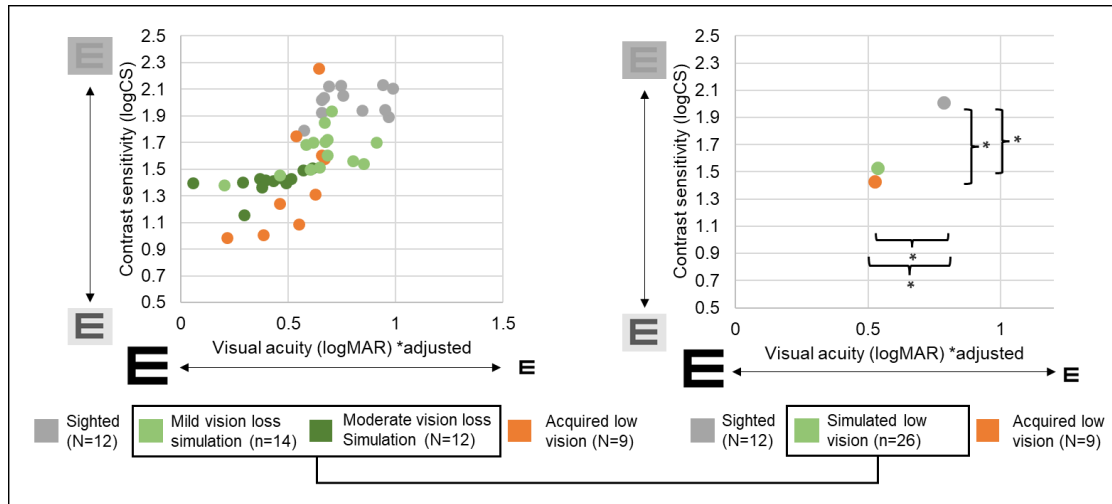 Contrast sensitivity (logCS)
2.5
2.3
2.1
1.9
1.7
1.5
1.3
1.1
0.9
0.7
0.5
0
0.5
1
1.5
Visual acuity (logMAR) *adjusted
E
E
E
E
Sighted
(N=12)
Mild vision loss
simulation (n=14)
Moderate vision loss
Simulation (N=12)
Acquired low
vision (N=9)
Contrast sensitivity (logCS)
2.5
2.3
2.1
1.9
1.7
1.5
1.3
1.1
0.9
0.7
0.5
*
*
*
*
0
0.5
1
Visual acuity (logMAR) *adjusted
E
E
E
E
Sighted
(N=12)
Simulated low
vision (n=26)
Acquired low
vision (N=9)